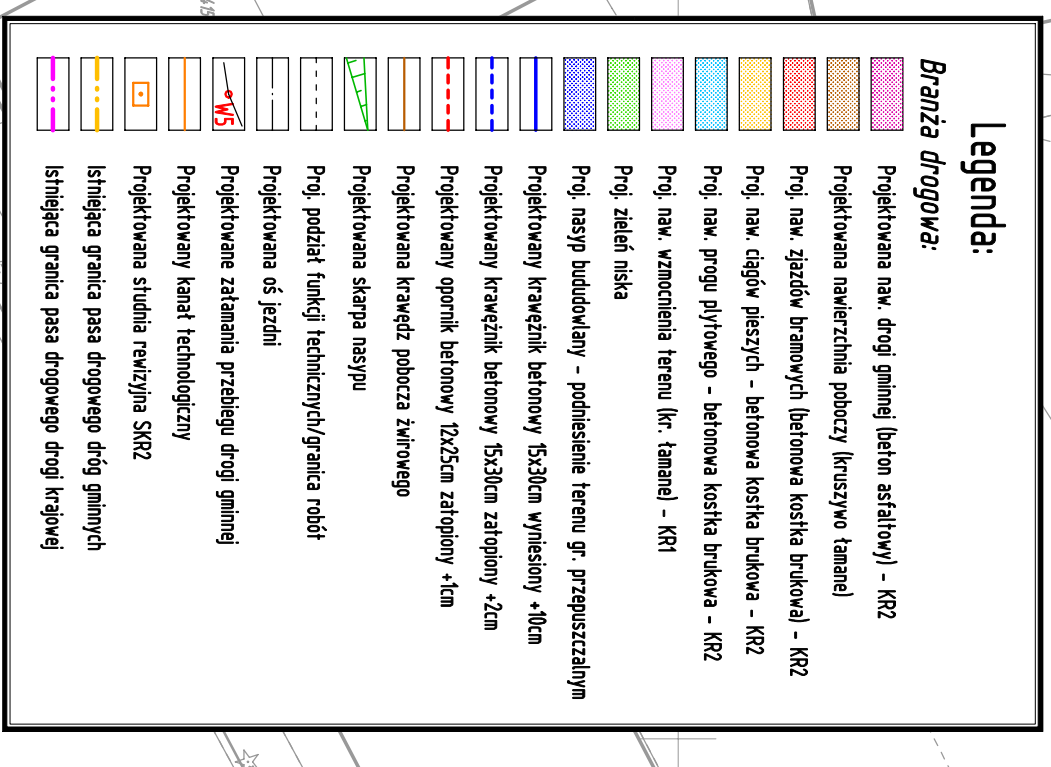 Legenda:
Branża drogowa:
Projektowana naw. drogi gminnej (beton asfaltowy) - KR2
Projektowana nawierzchnia poboczy (kruszywo łamane)
Proj. naw. zjazdów bramowych (betonowa kostka brukowa) - KR2
Proj. naw. ciągów pieszych - betonowa kostka brukowa - KR2
Proj. naw. progu płytowego - betonowa kostka brukowa - KR2
Proj. naw. wzmocnienia terenu (kr. łamane) - KR1
Proj. zieleń niska
Proj. nasyp bududowlany - podniesienie terenu gr. przepuszczalnym
Projektowany krawężnik betonowy 15x30cm wyniesiony +10cm
Projektowany krawężnik betonowy 15x30cm zatopiony +2cm
Projektowany opornik betonowy 12x25cm zatopiony +1cm
Projektowana krawędz pobocza żwirowego
Projektowana skarpa nasypu
Proj. podział funkcji technicznych/granica robót
Projektowana oś jezdni
W5 Projektowane załamania przebiegu drogi gminnej
Projektowany kanał technologiczny
Projektowana studnia rewizyjna SKR2
Istniejąca granica pasa drogowego dróg gminnych
Istniejąca granica pasa drogowego drogi krajowej